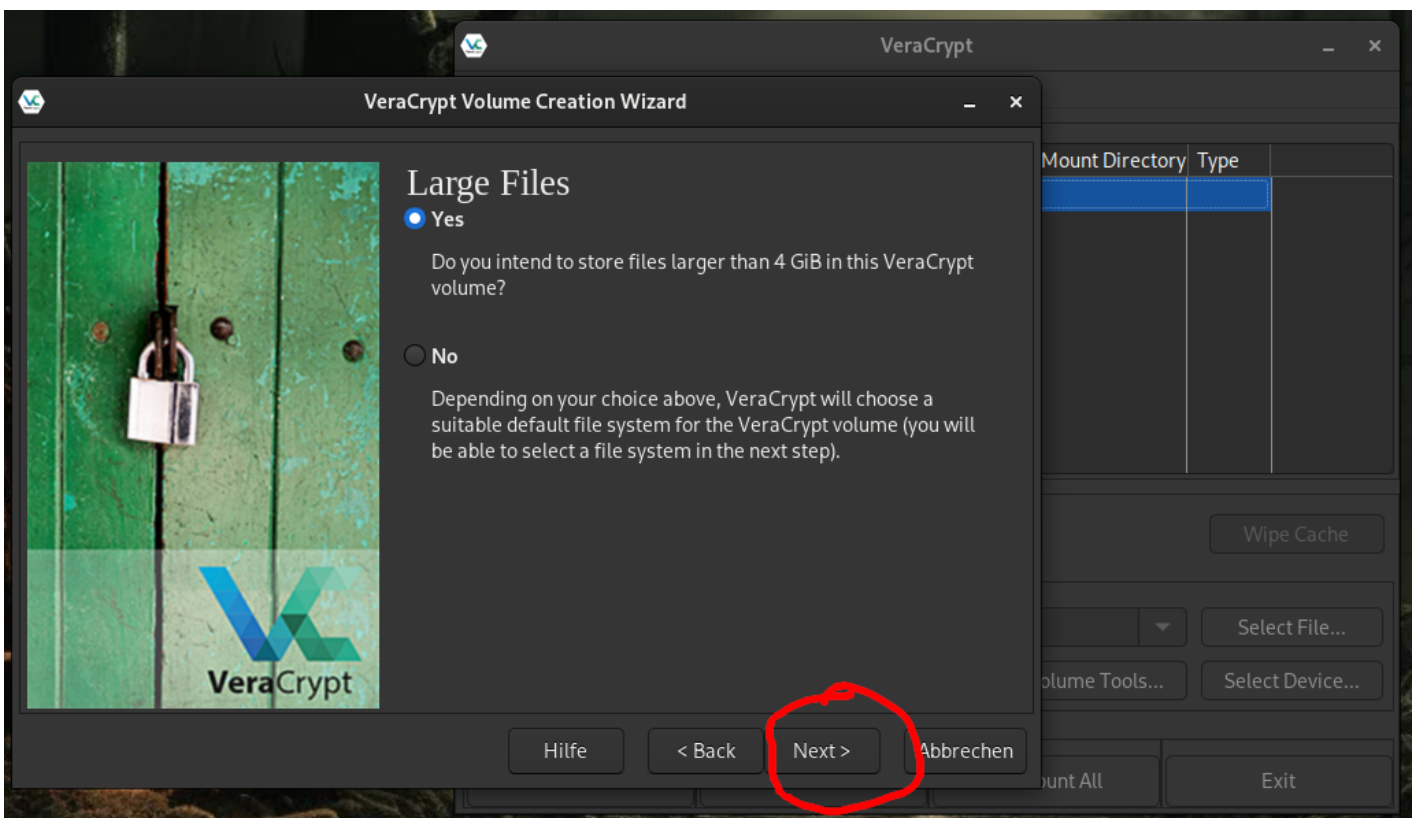 VeraCrypt
VeraCrypt Volume Creation Wizard
Mount Directory Type
Large Files
Yes
Do you intend to store files larger than 4 GiB in this VeraCrypt
volume?
No
Depending on your choice above, VeraCrypt will choose a
suitable default file system for the VeraCrypt volume (you will
be able to select a file system in the next step).
Wipe Cache
Select File...
VeraCrypt
Tools...
Select Device...
Hilfe
< Back
Next >
Abbrechen
All
Exit